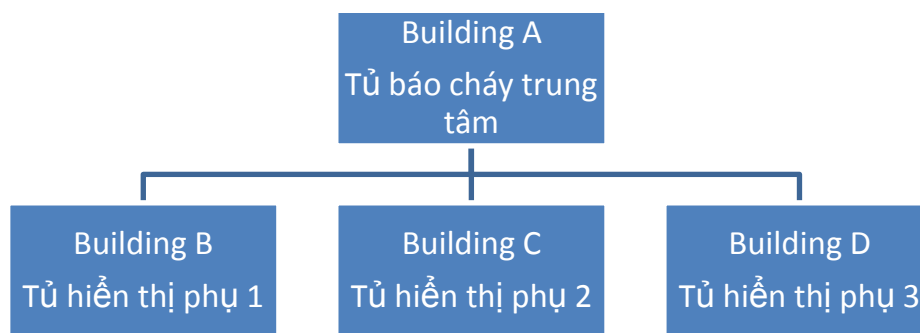 Building A
Tủ báo cháy trung
tâm
Building B
Tủ hiển thị phụ 1
Building C
Tủ hiển thị phụ 2
Building D
Tủ hiển thị phụ 3